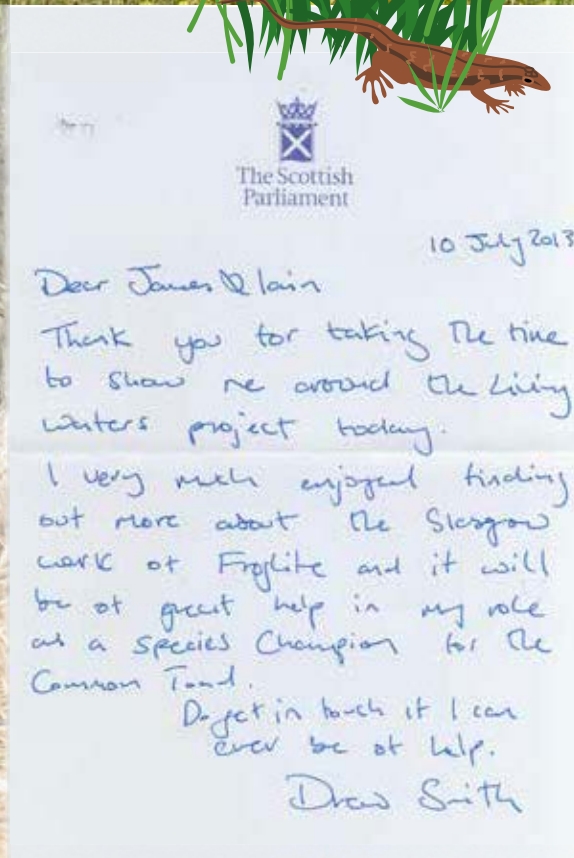 The Scottish
Parliament
10 July 2013
Dear James & Iain
Thank you for taking the time
to show me around the Living
Waters project today.
I very much enjoyed finding
out more about the Glasgow
work of Froglife and it will
be of great help in my role
as a Species Champion for the
Common Toad.
Do get in touch if I can
ever be of help.
Drew Smith